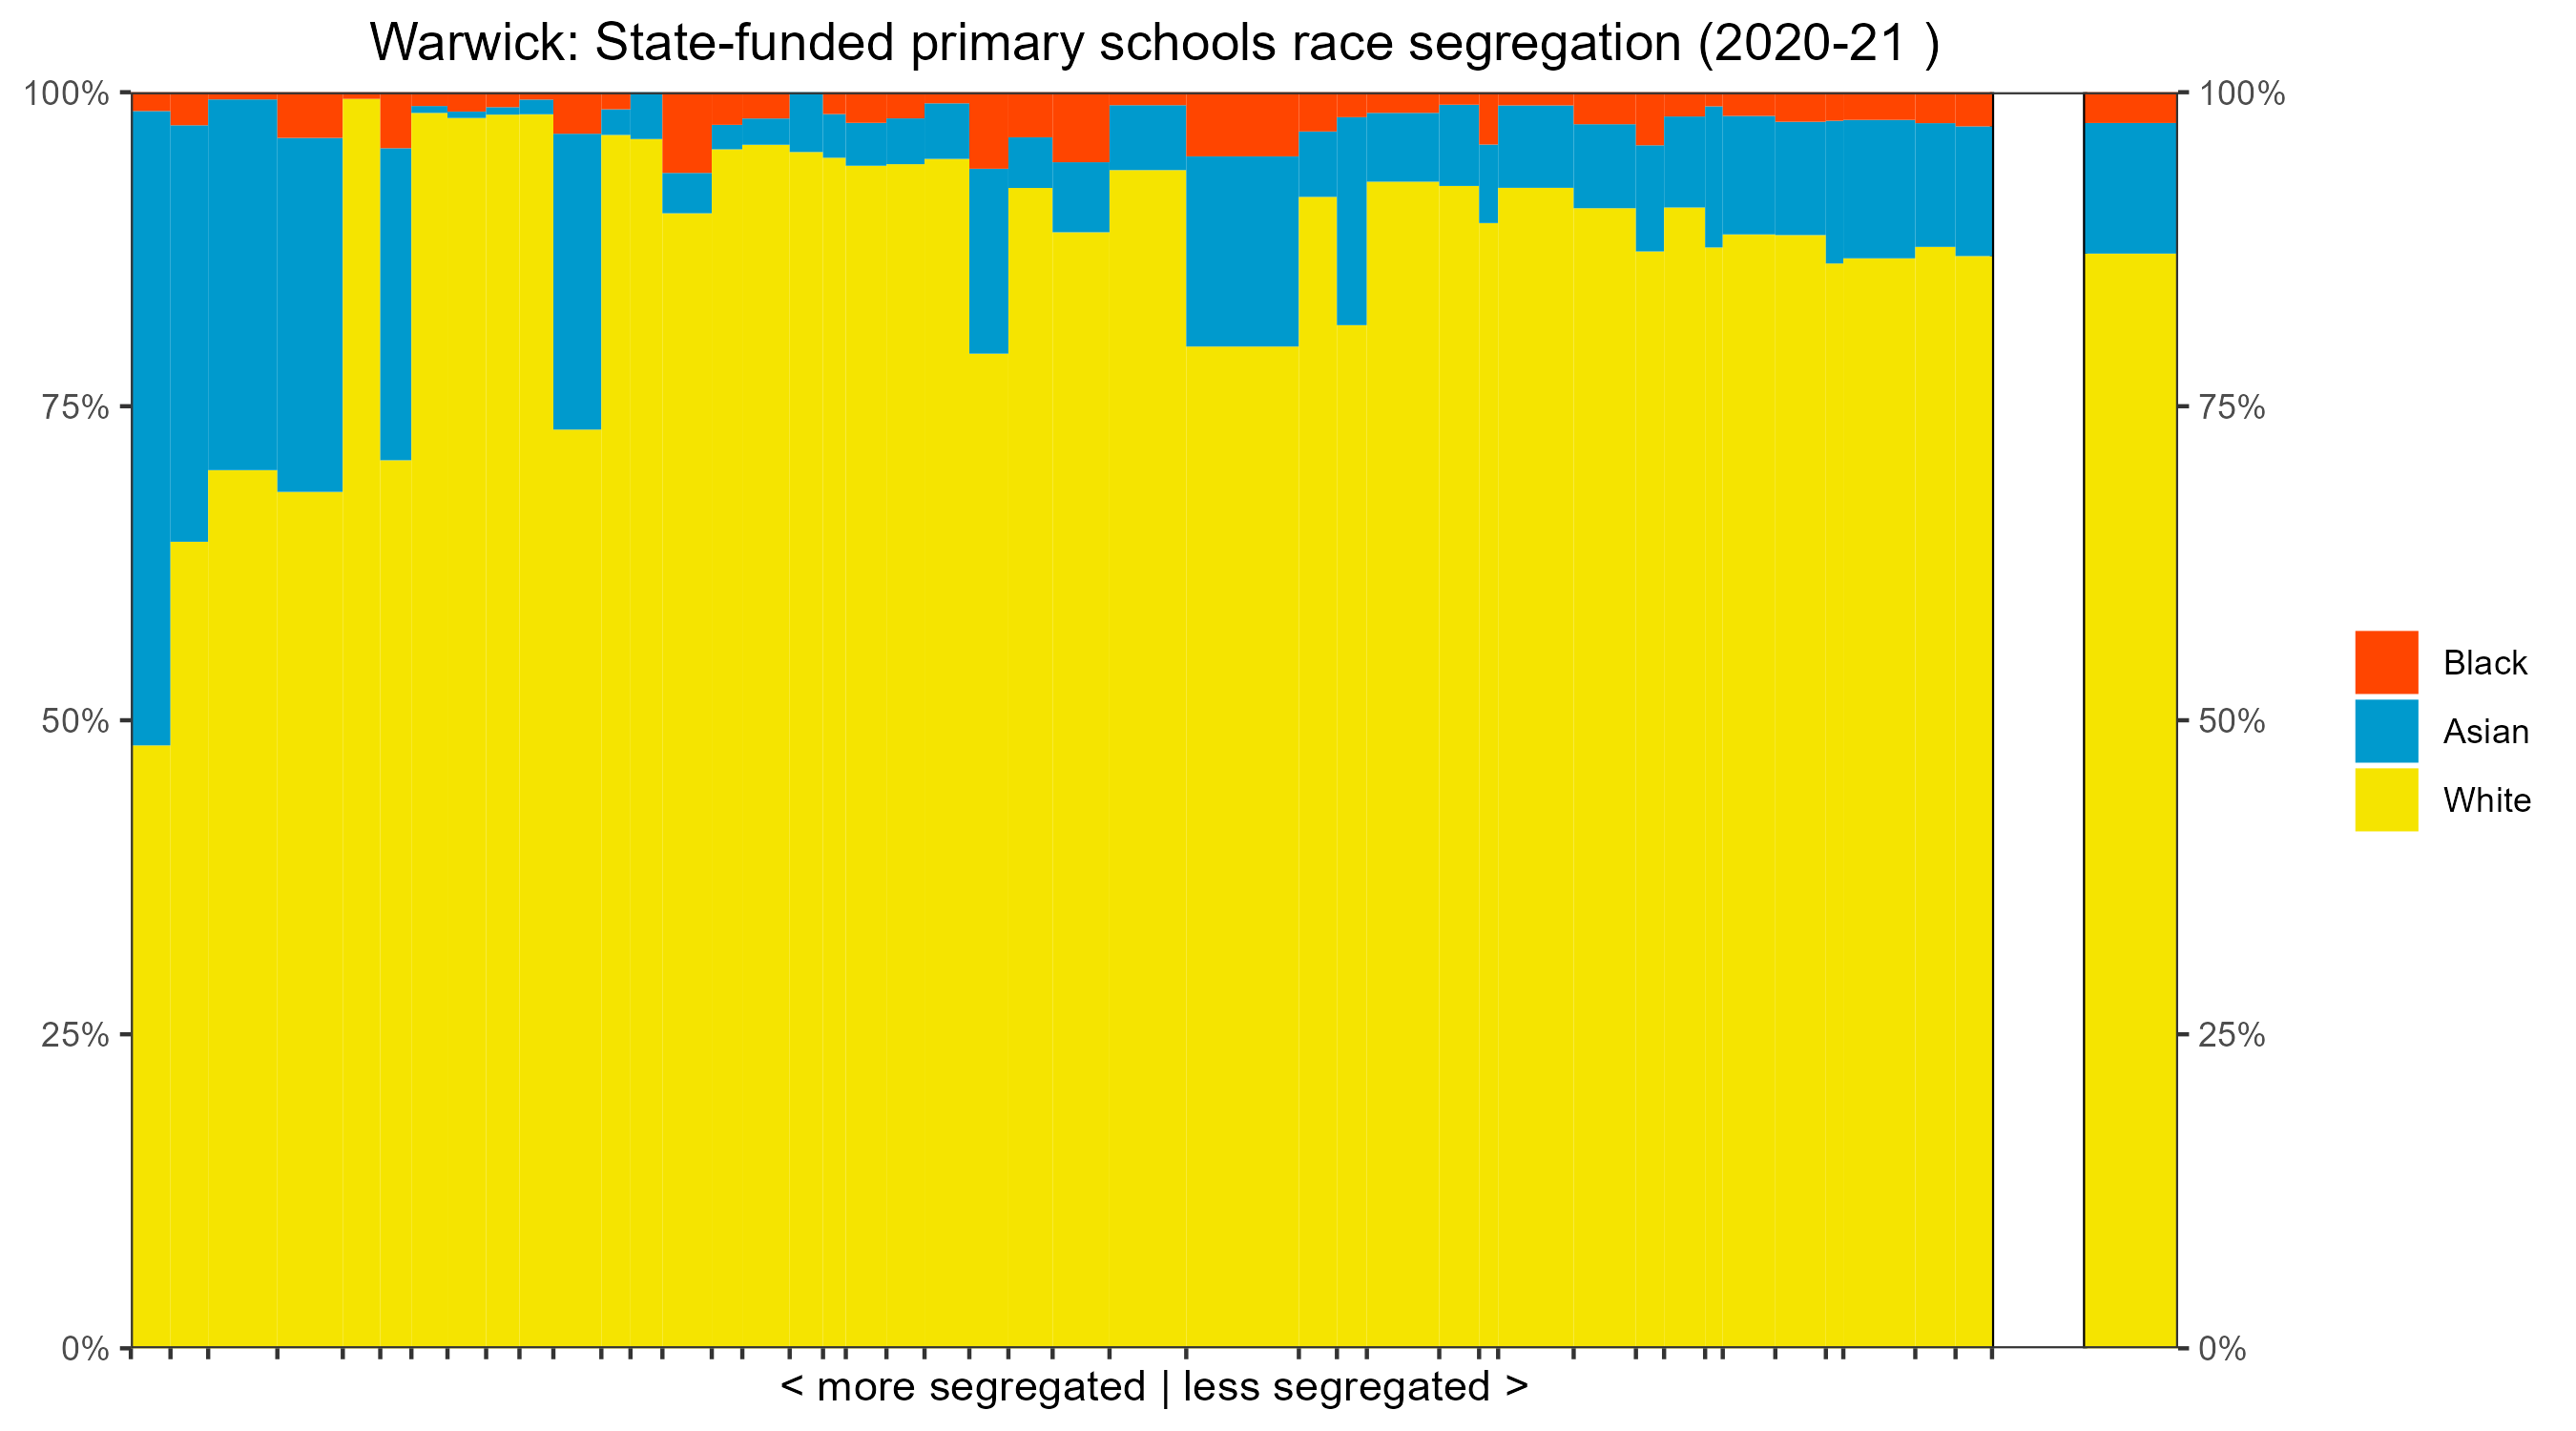 Warwick: State-funded primary schools race segregation (2020-21 )
100%
75%
50%
25%
0%
100%
75%
50%
25%
0%
Black
Asian
White
< more segregated | less segregated >